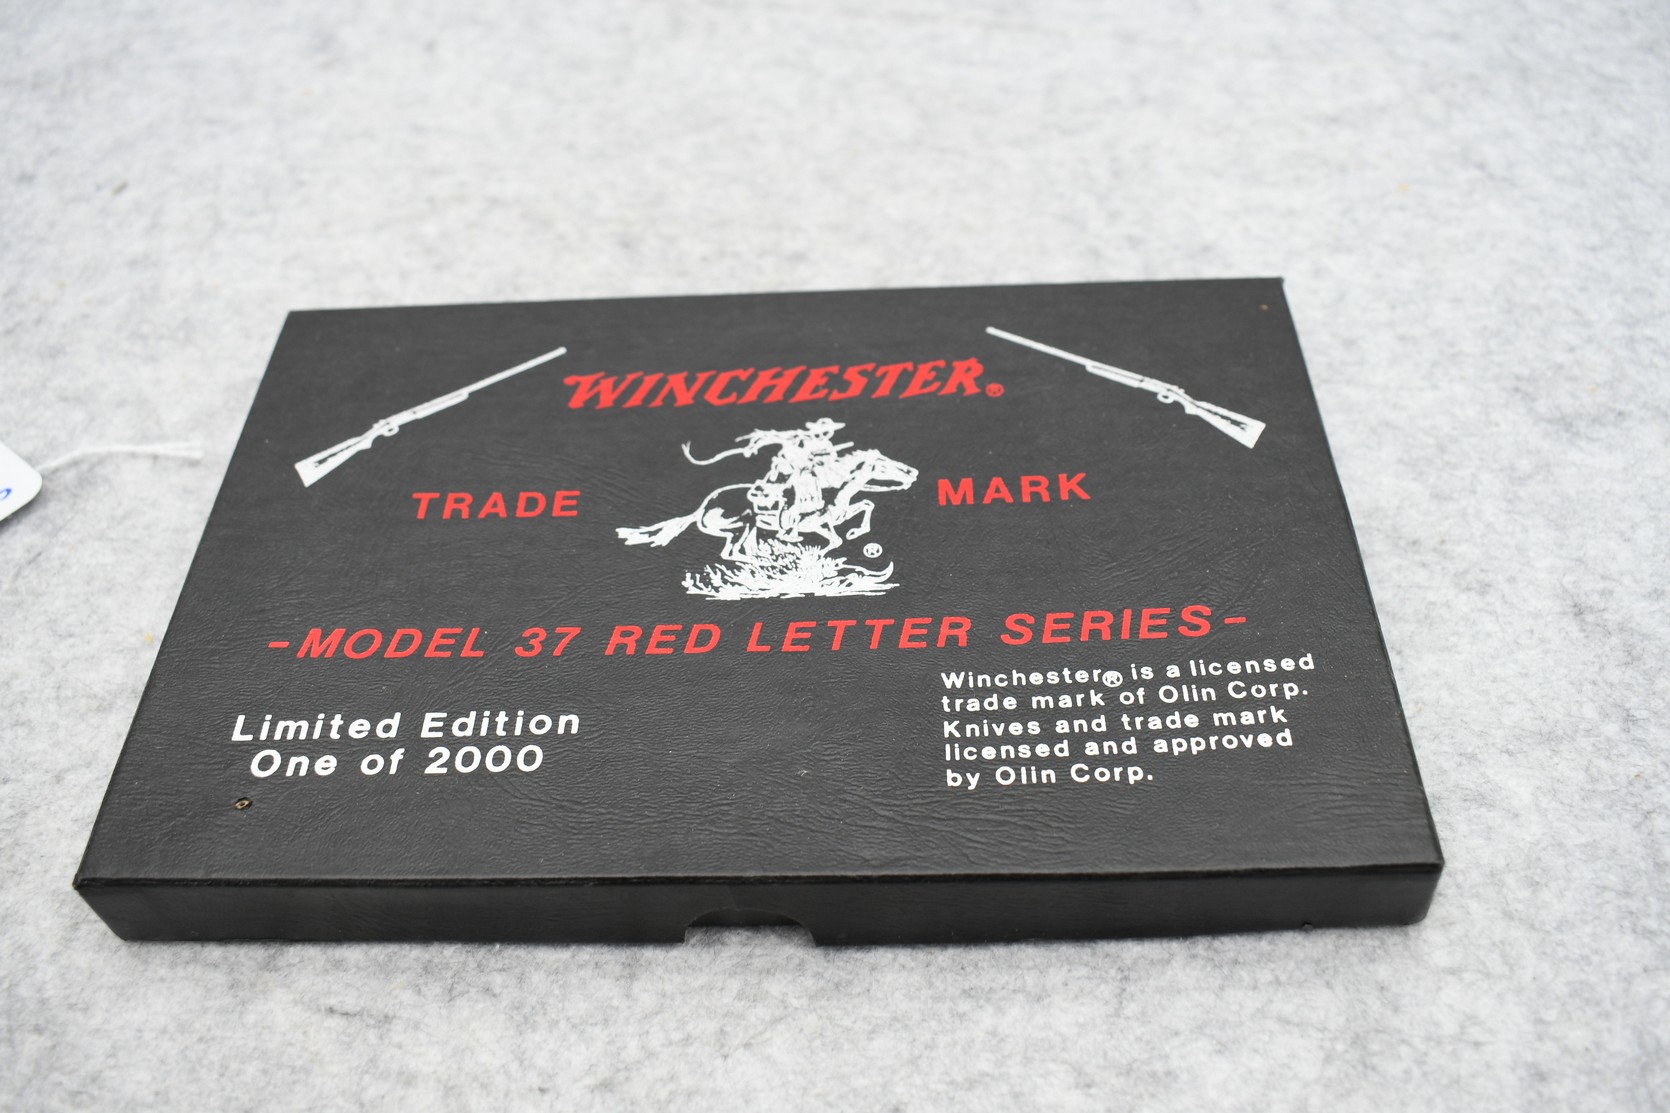 WINCHESTER®
TRADE MARK
®
-MODEL 37 RED LETTER SERIES-
Limited Edition
One of 2000
Winchester® is a licensed
trade mark of Olin Corp.
Knives and trade mark
licensed and approved
by Olin Corp.